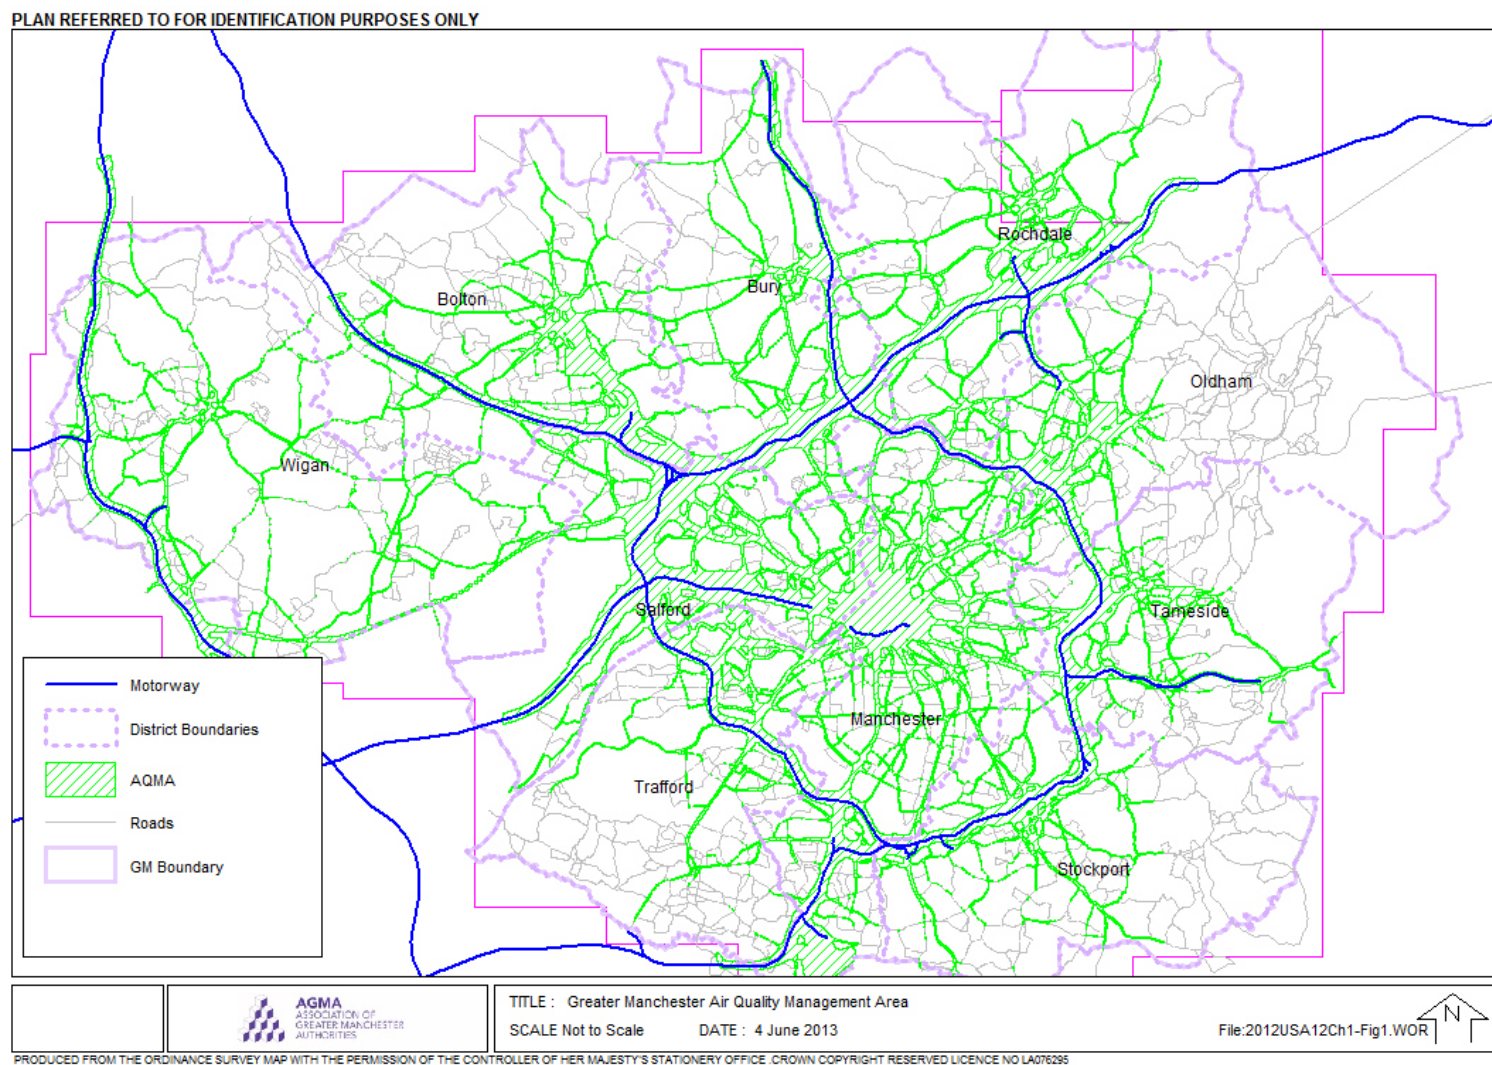 PLAN REFERRED TO FOR IDENTIFICATION PURPOSES ONLY
Rochdale
Bury
Bolton
Oldham
Wigan
Salford
Tameside
Manchester
Trafford
Stockport
Motorway
District Boundaries
AQMA
Roads
GM Boundary
AGMA
ASSOCIATION OF
GREATER MANCHESTER
AUTHORITIES
TITLE : Greater Manchester Air Quality Management Area
SCALE Not to Scale DATE : 4 June 2013
File:2012USA12Ch1-Fig1.WOR
N
PRODUCED FROM THE ORDINANCE SURVEY MAP WITH THE PERMISSION OF THE CONTROLLER OF HER MAJESTY'S STATIONERY OFFICE .CROWN COPYRIGHT RESERVED LICENCE NO LA076295